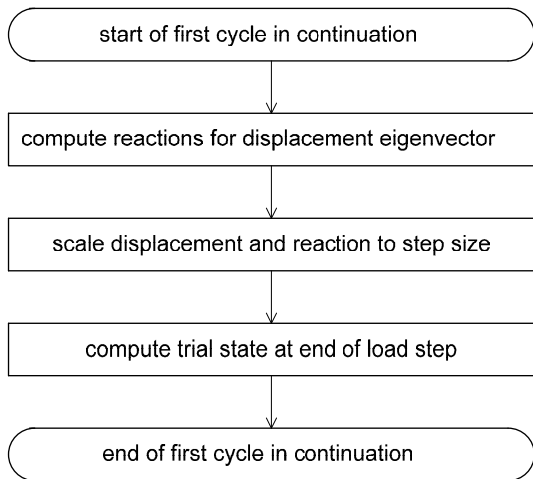 start of first cycle in continuation
compute reactions for displacement eigenvector
scale displacement and reaction to step size
compute trial state at end of load step
end of first cycle in continuation